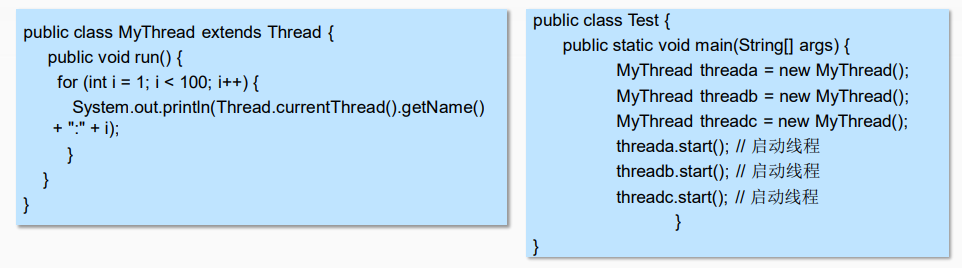 public class MyThread extends Thread {
public void run() {
for (int i = 1; i < 100; i++) {
System.out.println(Thread.currentThread().getName()
+ ":" + i);
}
}
}
public class Test {
public static void main(String[] args) {
MyThread threada = new MyThread();
MyThread threadb = new MyThread();
MyThread threadc = new MyThread();
threada.start(); // 启动线程
threadb.start(); // 启动线程
threadc.start(); // 启动线程
}
}